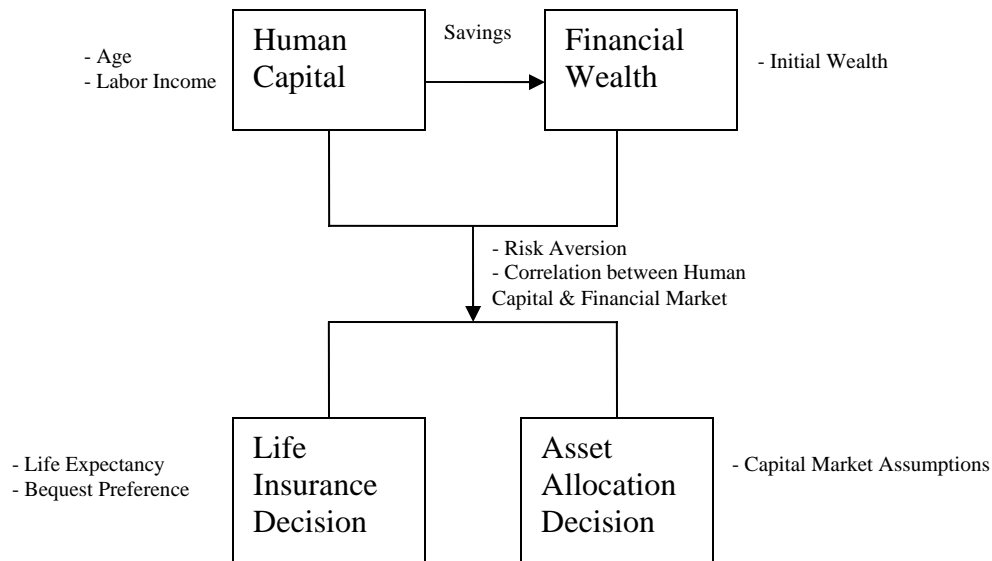 - Age
- Labor Income
Human
Capital
Savings
Financial
Wealth
- Initial Wealth
- Risk Aversion
- Correlation between Human
Capital & Financial Market
- Life Expectancy
- Bequest Preference
Life
Insurance
Decision
Asset
Allocation
Decision
- Capital Market Assumptions